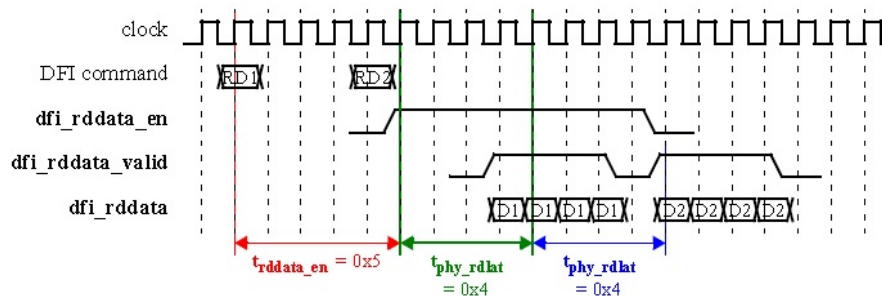 clock
DFI command RD1 RD2
dfi_rddata_en
dfi_rddata_valid
dfi_rddata D1 D1 D1 D1 D2 D2 D2 D2
t_rddata_en = 0x5 t_phy_rdlat t_phy_rdlat
= 0x4 = 0x4